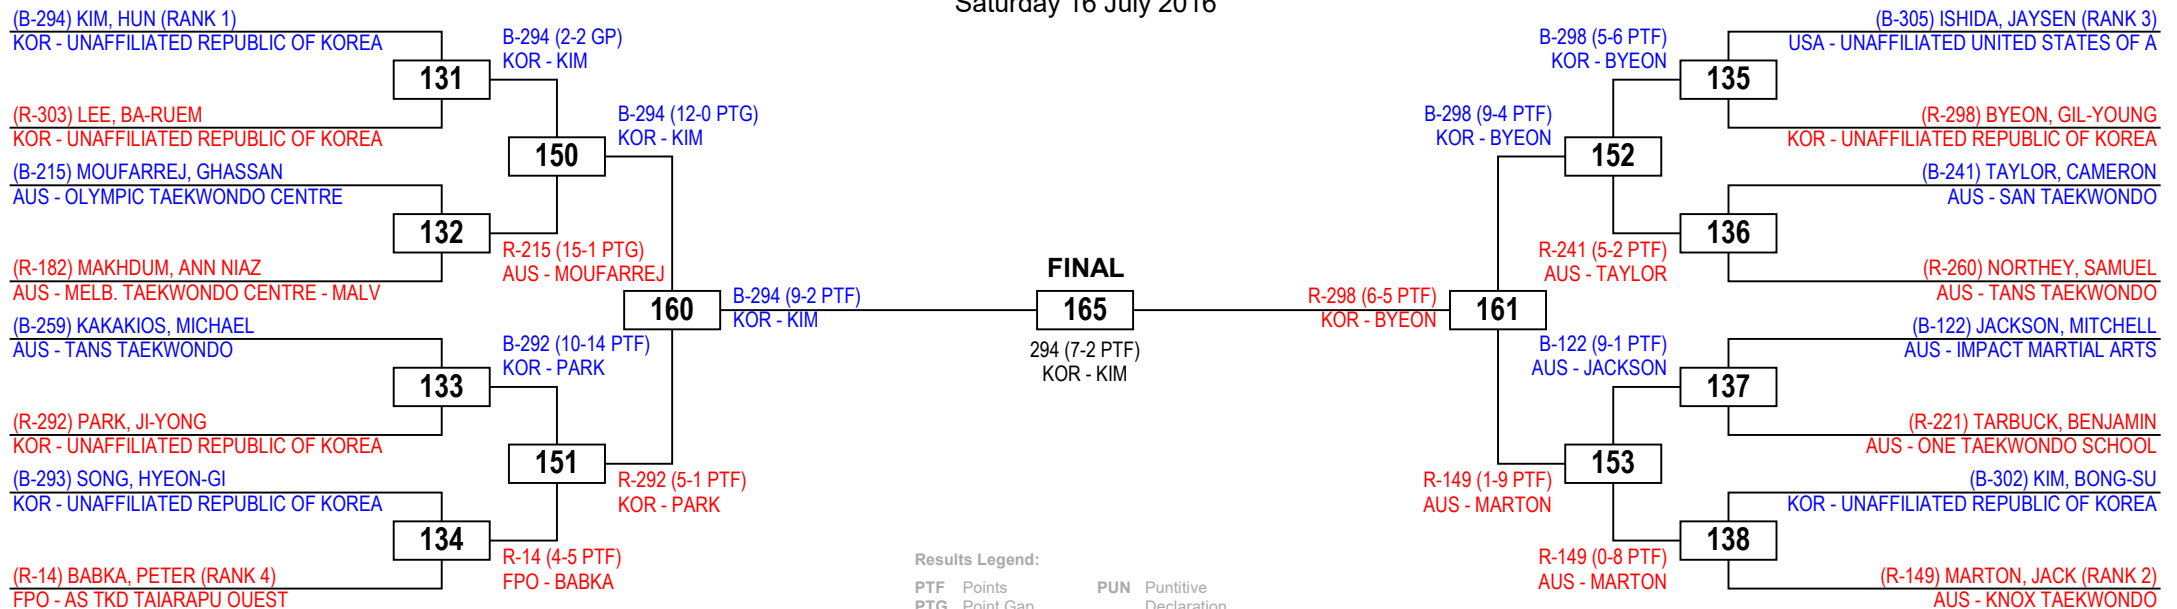 Saturday 16 July 2016
(B-294) KIM, HUN (RANK 1)
KOR - UNAFFILIATED REPUBLIC OF KOREA
131
(R-303) LEE, BA-RUEM
KOR - UNAFFILIATED REPUBLIC OF KOREA
(B-215) MOUFARREJ, GHASSAN
AUS - OLYMPIC TAEKWONDO CENTRE
132
(R-182) MAKHDUM, ANN NIAZ
AUS - MELB. TAEKWONDO CENTRE - MALV
(B-259) KAKAKIOS, MICHAEL
AUS - TANS TAEKWONDO
133
(R-292) PARK, JI-YONG
KOR - UNAFFILIATED REPUBLIC OF KOREA
(B-293) SONG, HYEON-GI
KOR - UNAFFILIATED REPUBLIC OF KOREA
134
(R-14) BABKA, PETER (RANK 4)
FPO - AS TKD TAIARAPU OUEST
B-294 (2-2 GP)
KOR - KIM
150
R-215 (15-1 PTG)
AUS - MOUFARREJ
B-292 (10-14 PTF)
KOR - PARK
151
R-14 (4-5 PTF)
FPO - BABKA
B-294 (12-0 PTG)
KOR - KIM
160
R-292 (5-1 PTF)
KOR - PARK
B-294 (9-2 PTF)
KOR - KIM
FINAL
165
294 (7-2 PTF)
KOR - KIM
R-298 (6-5 PTF)
KOR - BYEON
B-298 (9-4 PTF)
KOR - BYEON
161
R-149 (1-9 PTF)
AUS - MARTON
B-298 (5-6 PTF)
KOR - BYEON
152
R-241 (5-2 PTF)
AUS - TAYLOR
B-122 (9-1 PTF)
AUS - JACKSON
153
R-149 (0-8 PTF)
AUS - MARTON
(B-305) ISHIDA, JAYSEN (RANK 3)
USA - UNAFFILIATED UNITED STATES OF A
135
(R-298) BYEON, GIL-YOUNG
KOR - UNAFFILIATED REPUBLIC OF KOREA
(B-241) TAYLOR, CAMERON
AUS - SAN TAEKWONDO
136
(R-260) NORTHEY, SAMUEL
AUS - TANS TAEKWONDO
(B-122) JACKSON, MITCHELL
AUS - IMPACT MARTIAL ARTS
137
(R-221) TARBUCK, BENJAMIN
AUS - ONE TAEKWONDO SCHOOL
(B-302) KIM, BONG-SU
KOR - UNAFFILIATED REPUBLIC OF KOREA
138
(R-149) MARTON, JACK (RANK 2)
AUS - KNOX TAEKWONDO
Results Legend:
PTF Points PUN Puntitive
PTG Point Gap Declaration